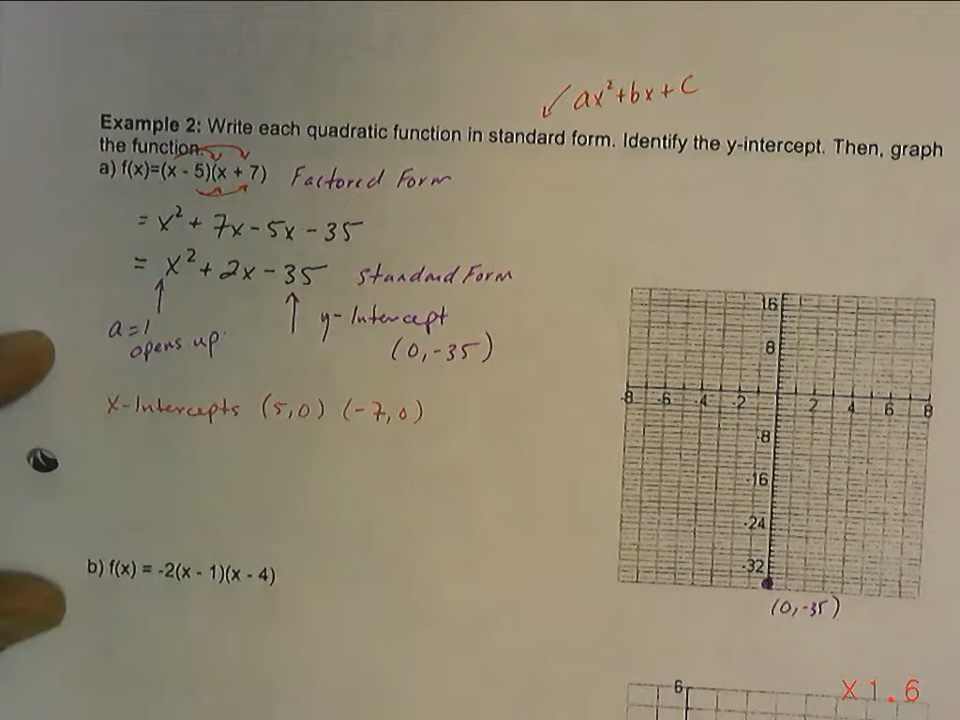 ax²+bx+c
Example 2: Write each quadratic function in standard form. Identify the y-intercept. Then, graph
the function.
a) f(x)=(x - 5)(x + 7) Factored Form
= x² + 7x - 5x - 35
= x² + 2x - 35 Standard Form
a=1
opens up.
y-Intercept
(0,-35)
x-Intercepts (5,0) (-7,0)
b) f(x) = -2(x - 1)(x - 4)
16
8
-8 -6 -4 -2 2 4 6 8
-8
-16
-24
-32
(0,-35)
6
X1.6